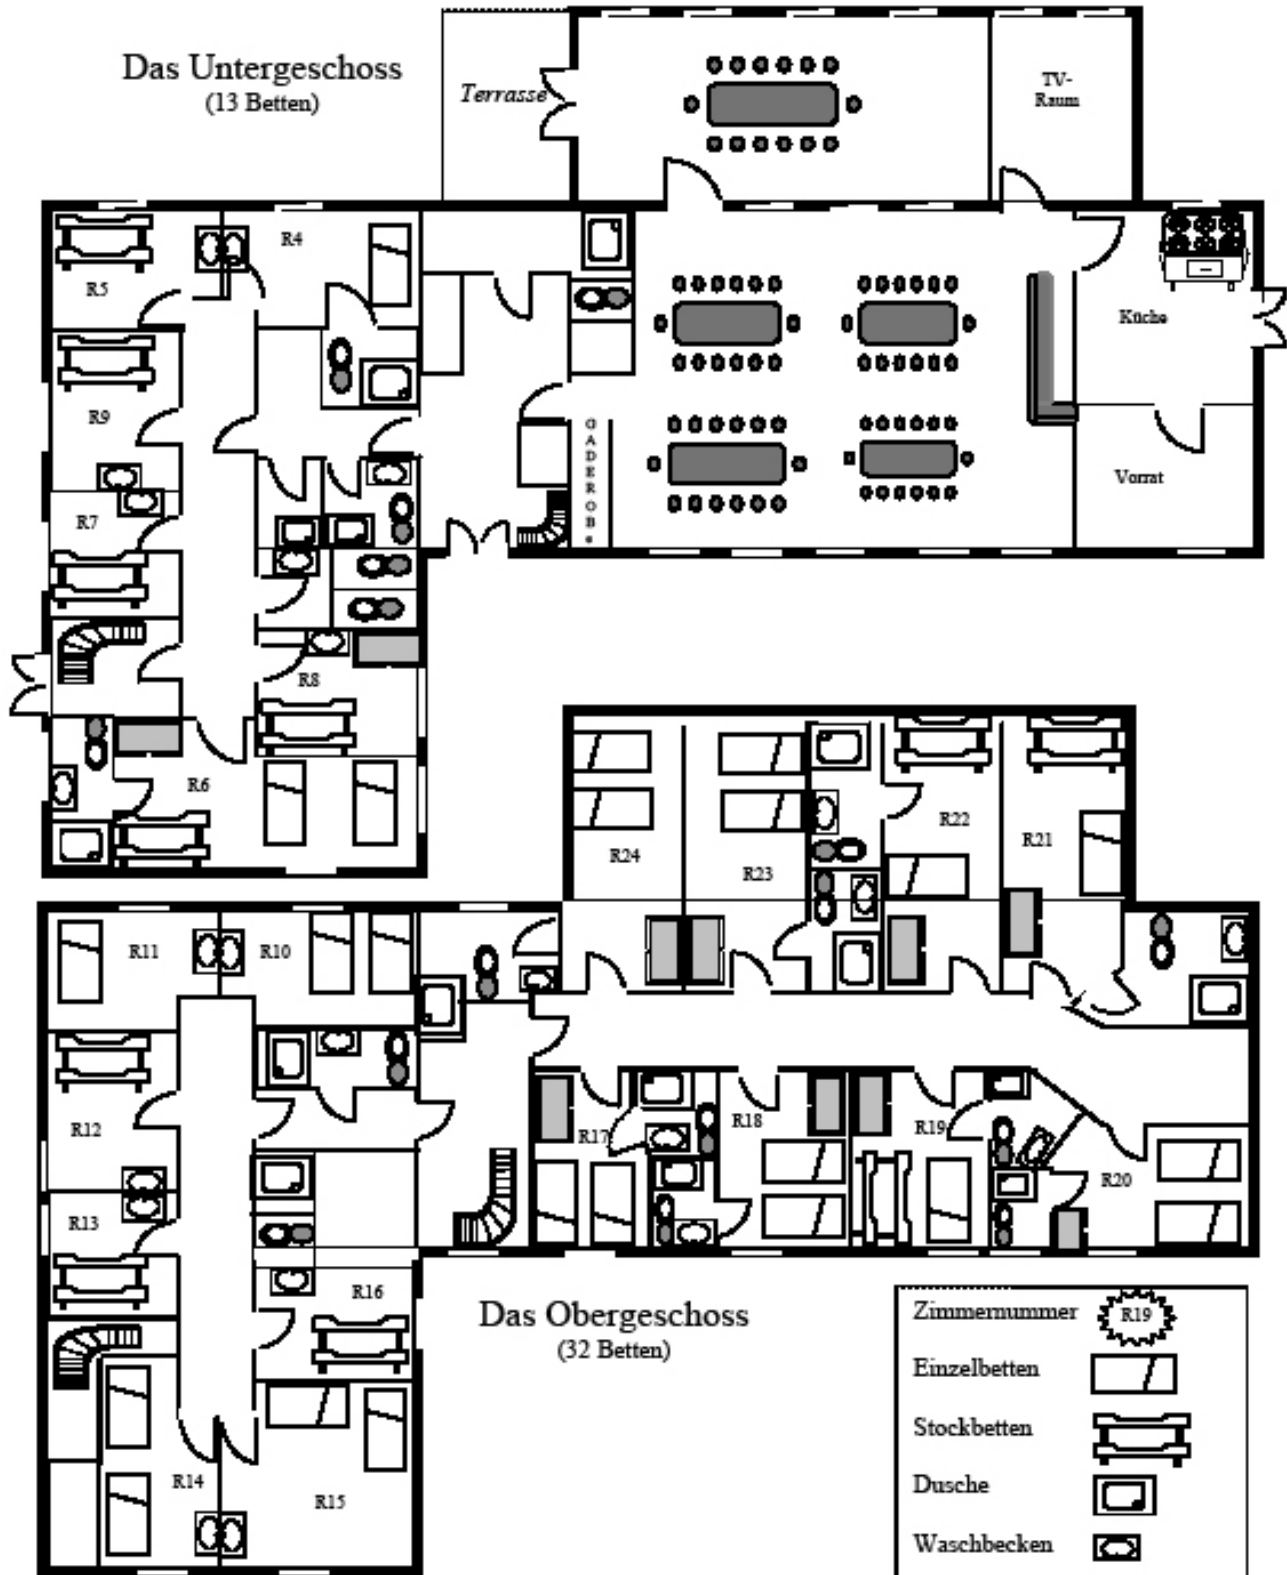 Das Untergeschoss
(13 Betten)
Terrasse
TV-
Raum
R5
R4
R9
R7
R8
R6
GADEROBe
Küche
Vorrat
R24
R23
R22
R21
R11
R10
R12
R13
R17
R18
R19
R20
R16
R14
R15
Das Obergeschoss
(32 Betten)
Zimmernummer R19
Einzelbetten
Stockbetten
Dusche
Waschbecken